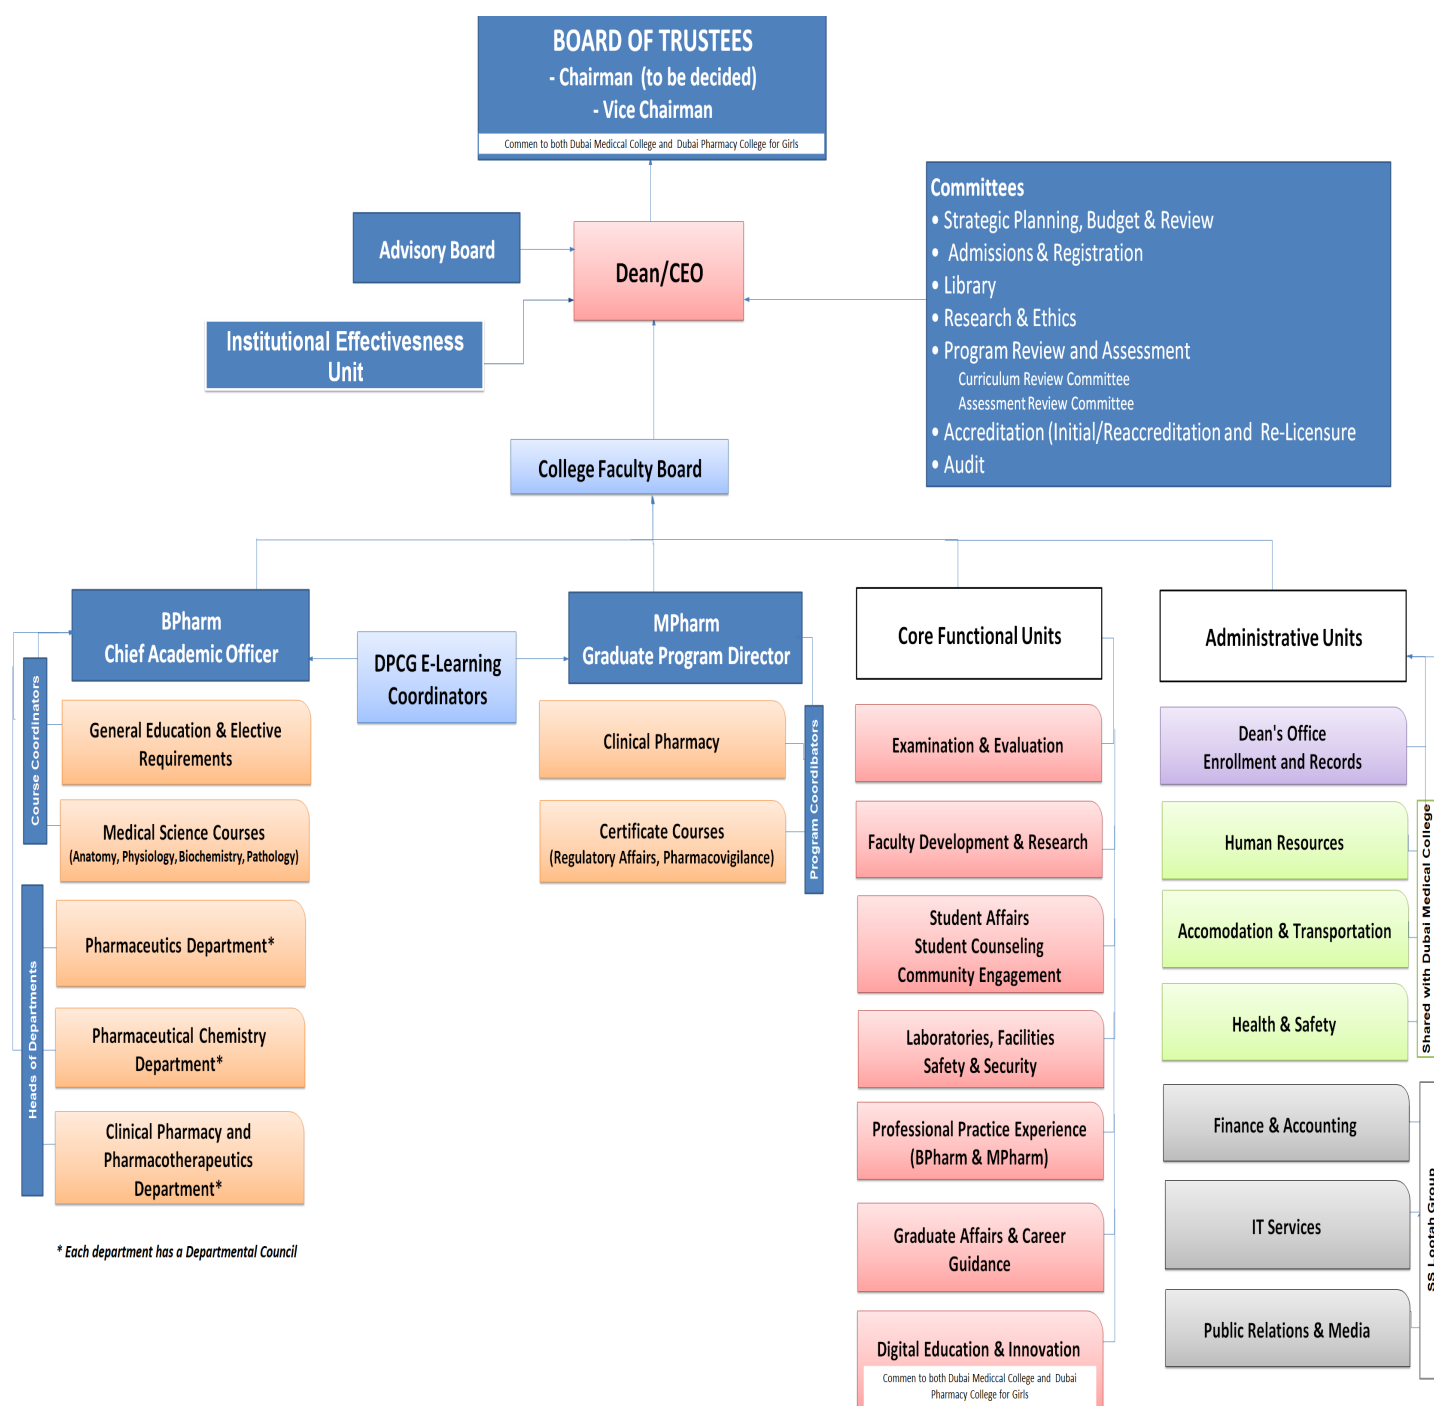 BOARD OF TRUSTEES
- Chairman (to be decided)
- Vice Chairman
Commen to both Dubai Mediccal College and Dubai Pharmacy College for Girls
Advisory Board
Dean/CEO
Institutional Effectivesness
Unit
Committees
• Strategic Planning, Budget & Review
• Admissions & Registration
• Library
• Research & Ethics
• Program Review and Assessment
Curriculum Review Committee
Assessment Review Committee
• Accreditation (Initial/Reaccreditation and Re-Licensure
• Audit
College Faculty Board
BPharm
Chief Academic Officer
DPCG E-Learning
Coordinators
MPharm
Graduate Program Director
Core Functional Units
Administrative Units
Course Coordinators
General Education & Elective
Requirements
Medical Science Courses
(Anatomy, Physiology, Biochemistry, Pathology)
Heads of Departments
Pharmaceutics Department*
Pharmaceutical Chemistry
Department*
Clinical Pharmacy and
Pharmacotherapeutics
Department*
* Each department has a Departmental Council
Clinical Pharmacy
Certificate Courses
(Regulatory Affairs, Pharmacovigilance)
Program Coordibators
Examination & Evaluation
Faculty Development & Research
Student Affairs
Student Counseling
Community Engagement
Laboratories, Facilities
Safety & Security
Professional Practice Experience
(BPharm & MPharm)
Graduate Affairs & Career
Guidance
Digital Education & Innovation
Commen to both Dubai Mediccal College and Dubai
Pharmacy College for Girls
Dean's Office
Enrollment and Records
Human Resources
Accomodation & Transportation
Health & Safety
Shared with Dubai Medical College
Finance & Accounting
IT Services
Public Relations & Media
SS Lootah Group